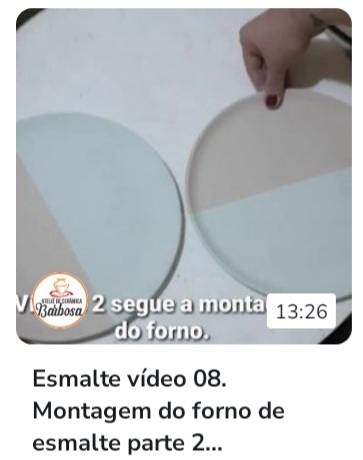 ATELIÊ DE CERÂMICA
Barbosa
2 segue a monta
do forno.
13:26
Esmalte vídeo 08.
Montagem do forno de
esmalte parte 2...